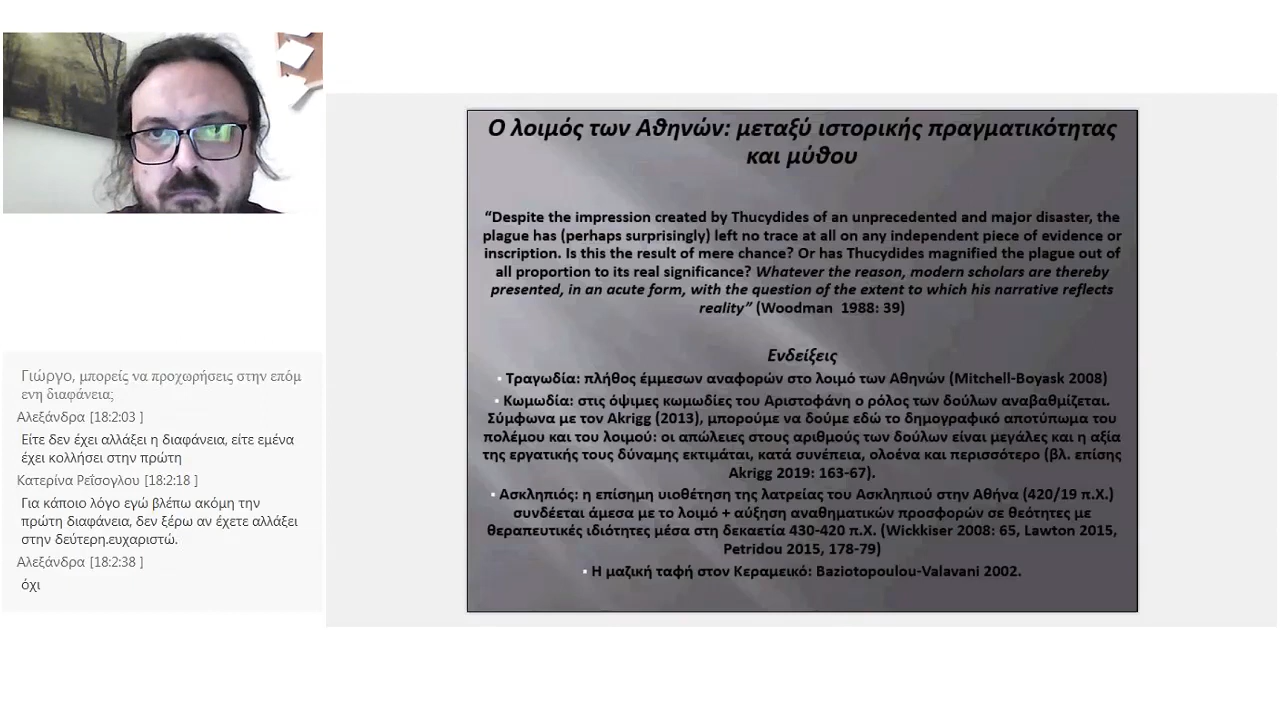 Ο λοιμός των Αθηνών: μεταξύ ιστορικής πραγματικότητας
και μύθου
“Despite the impression created by Thucydides of an unprecedented and major disaster, the
plague has (perhaps surprisingly) left no trace at all on any independent piece of evidence or
inscription. Is this the result of mere chance? Or has Thucydides magnified the plague out of
all proportion to its real significance? Whatever the reason, modern scholars are thereby
presented, in an acute form, with the question of the extent to which his narrative reflects
reality” (Woodman 1988: 39)
Ενδείξεις
▪ Τραγωδία: πλήθος έμμεσων αναφορών στο λοιμό των Αθηνών (Mitchell-Boyask 2008)
▪ Κωμωδία: στις όψιμες κωμωδίες του Αριστοφάνη ο ρόλος των δούλων αναβαθμίζεται.
Σύμφωνα με τον Akrigg (2013), μπορούμε να δούμε εδώ το δημογραφικό αποτύπωμα του
πολέμου και του λοιμού: οι απώλειες στους αριθμούς των δούλων είναι μεγάλες και η αξία
της εργατικής τους δύναμης εκτιμάται, κατά συνέπεια, ολοένα και περισσότερο (βλ. επίσης
Akrigg 2019: 163-67).
▪ Ασκληπιός: η επίσημη υιοθέτηση της λατρείας του Ασκληπιού στην Αθήνα (420/19 π.Χ.)
συνδέεται άμεσα με το λοιμό + αύξηση αναθηματικών προσφορών σε θεότητες με
θεραπευτικές ιδιότητες μέσα στη δεκαετία 430-420 π.Χ. (Wickkiser 2008: 65, Lawton 2015,
Petridou 2015, 178-79)
▪ Η μαζική ταφή στον Κεραμεικό: Baziotopoulou-Valavani 2002.
Γιώργο, μπορείς να προχωρήσεις στην επόμ
ενη διαφάνεια;
Αλεξάνδρα [18:2:03 ]
Είτε δεν έχει αλλάξει η διαφάνεια, είτε εμένα
έχει κολλήσει στην πρώτη
Κατερίνα Ρεΐσογλου [18:2:18 ]
Για κάποιο λόγο εγώ βλέπω ακόμη την
πρώτη διαφάνεια, δεν ξέρω αν έχετε αλλάξει
στην δεύτερη.ευχαριστώ.
Αλεξάνδρα [18:2:38 ]
όχι